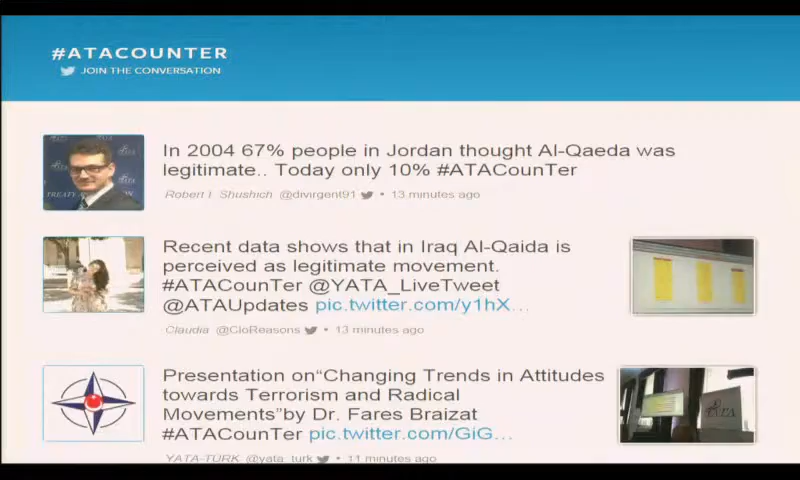 #ATACOUNTER
JOIN THE CONVERSATION
In 2004 67% people in Jordan thought Al-Qaeda was
legitimate.. Today only 10% #ATACounTer
Robert I. Shushich @divirgent91 • 13 minutes ago
Recent data shows that in Iraq Al-Qaida is
perceived as legitimate movement.
#ATACounTer @YATA_LiveTweet
@ATAUpdates pic.twitter.com/y1hX...
Claudia @CloReasons • 13 minutes ago
Presentation on“Changing Trends in Attitudes
towards Terrorism and Radical
Movements”by Dr. Fares Braizat
#ATACounTer pic.twitter.com/GiG...
YATA-TÜRK @yata_turk • 11 minutes ago